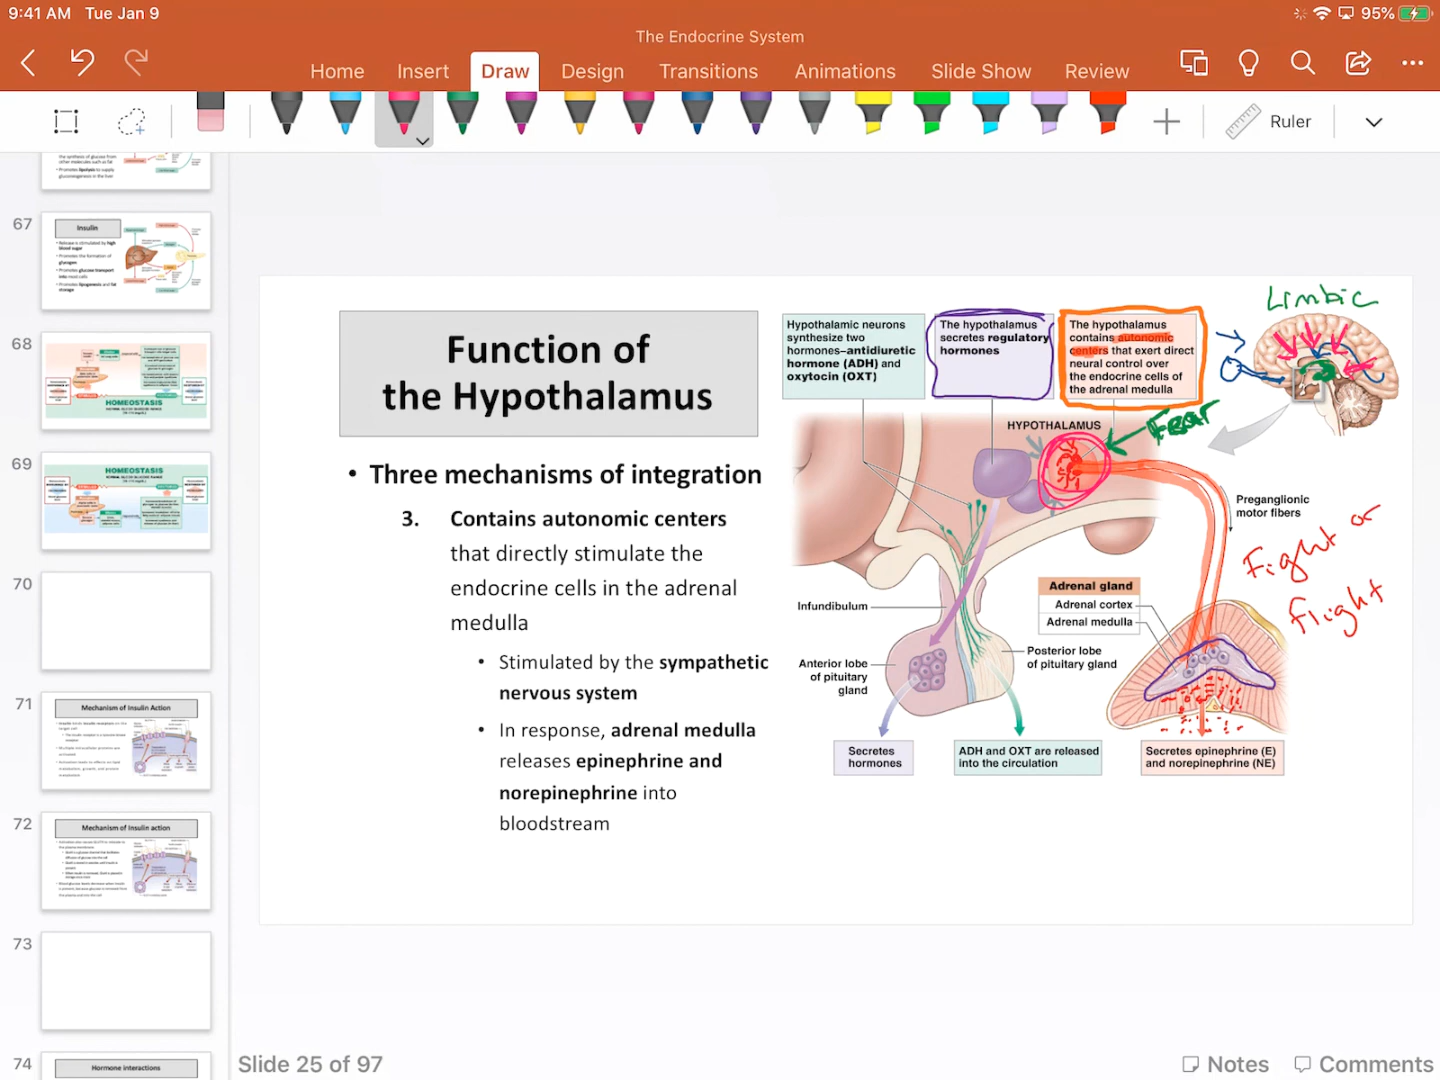 9:41 AM Tue Jan 9
95%
The Endocrine System
Home Insert Draw Design Transitions Animations Slide Show Review
Ruler
67
Insulin
68
HOMEOSTASIS
69
HOMEOSTASIS
70
71
Mechanism of Insulin Action
72
Mechanism of Insulin action
73
74
Hormone interactions
Function of
the Hypothalamus
• Three mechanisms of integration
3. Contains autonomic centers
that directly stimulate the
endocrine cells in the adrenal
medulla
• Stimulated by the sympathetic
nervous system
• In response, adrenal medulla
releases epinephrine and
norepinephrine into
bloodstream
Hypothalamic neurons
synthesize two
hormones–antidiuretic
hormone (ADH) and
oxytocin (OXT)
The hypothalamus
secretes regulatory
hormones
The hypothalamus
contains autonomic
centers that exert direct
neural control over
the endocrine cells of
the adrenal medulla
Limbic
HYPOTHALAMUS
Fear
Preganglionic
motor fibers
Fight or
flight
Adrenal gland
Adrenal cortex
Adrenal medulla
Infundibulum
Anterior lobe
of pituitary
gland
Posterior lobe
of pituitary gland
Secretes
hormones
ADH and OXT are released
into the circulation
Secretes epinephrine (E)
and norepinephrine (NE)
Slide 25 of 97
Notes Comments